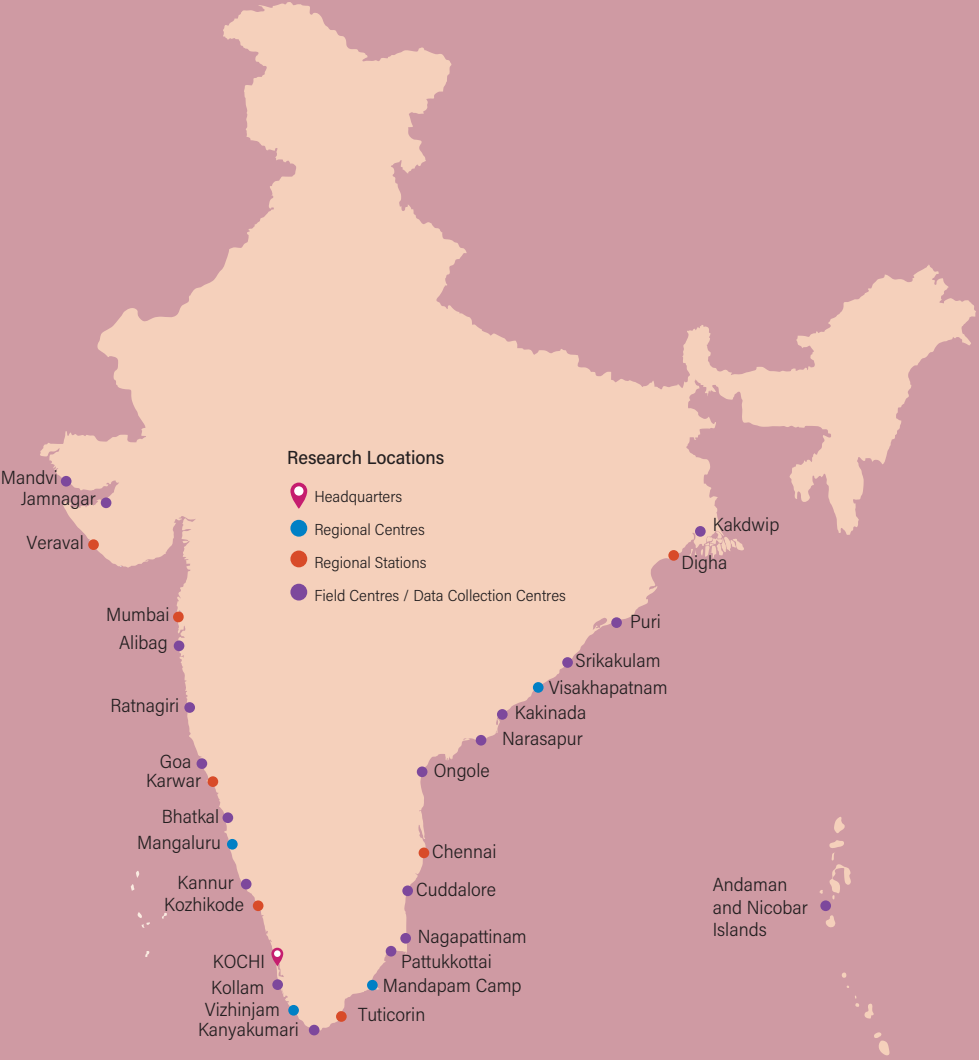 Research Locations
Headquarters
Regional Centres
Regional Stations
Field Centres / Data Collection Centres
Mandvi
Jamnagar
Veraval
Mumbai
Alibag
Ratnagiri
Goa
Karwar
Bhatkal
Mangaluru
Kannur
Kozhikode
KOCHI
Kollam
Vizhinjam
Kanyakumari
Kakdwip
Digha
Puri
Srikakulam
Visakhapatnam
Kakinada
Narasapur
Ongole
Chennai
Cuddalore
Nagapattinam
Pattukkottai
Mandapam Camp
Tuticorin
Andaman
and Nicobar
Islands